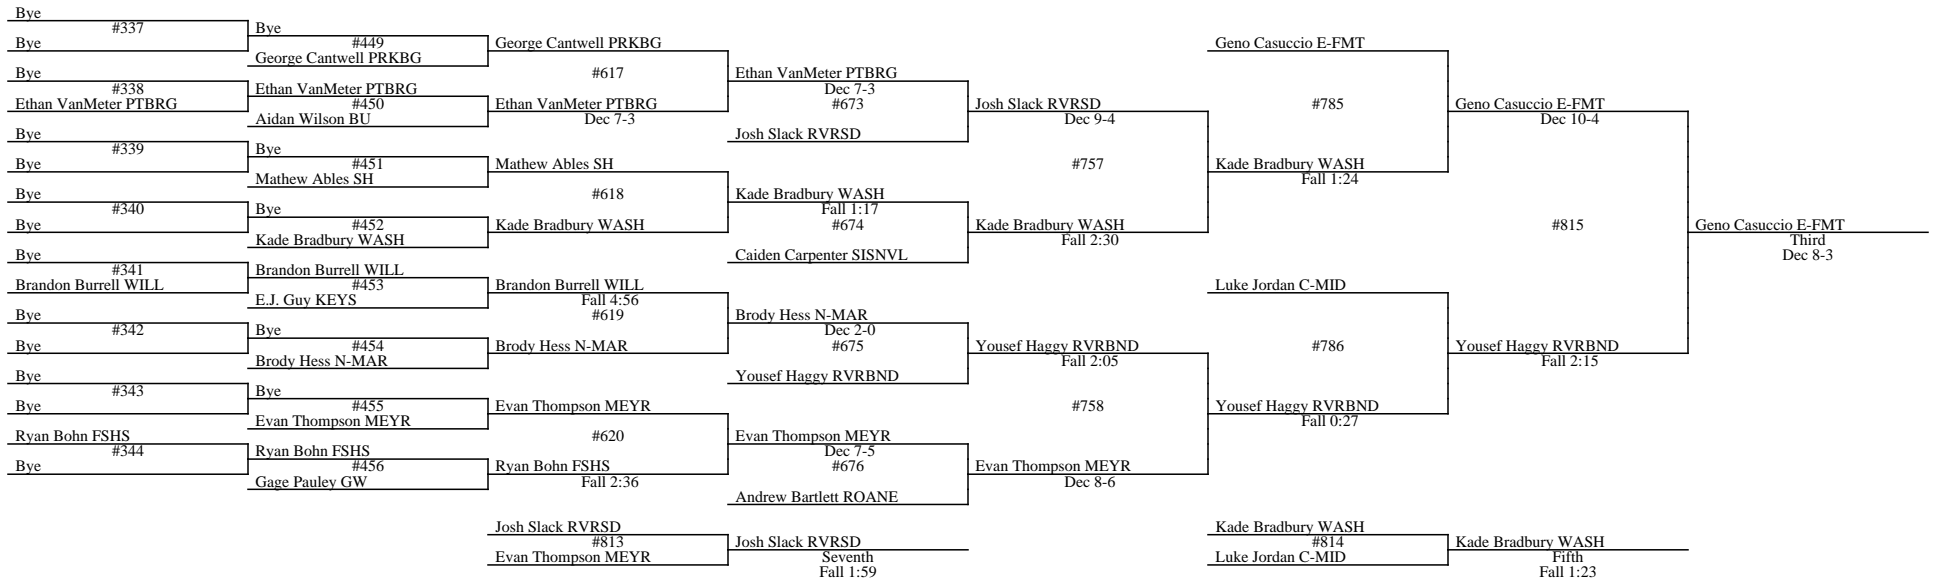 Bye
#337
Bye
Bye
#449
George Cantwell PRKBG
George Cantwell PRKBG
#617
Bye
#338
Ethan VanMeter PTBRG
Ethan VanMeter PTBRG
#450
Aidan Wilson BU
Ethan VanMeter PTBRG
Dec 7-3
Ethan VanMeter PTBRG
Dec 7-3
#673
Josh Slack RVRSD
Josh Slack RVRSD
Dec 9-4
#757
Bye
#339
Bye
Bye
#451
Mathew Ables SH
Mathew Ables SH
#618
Bye
#340
Bye
Bye
#452
Kade Bradbury WASH
Kade Bradbury WASH
Kade Bradbury WASH
Fall 1:17
#674
Caiden Carpenter SISNVL
Kade Bradbury WASH
Fall 2:30
Geno Casuccio E-FMT
#785
Kade Bradbury WASH
Fall 1:24
Geno Casuccio E-FMT
Dec 10-4
#815
Geno Casuccio E-FMT
Third
Dec 8-3
Bye
#341
Brandon Burrell WILL
Brandon Burrell WILL
#453
E.J. Guy KEYS
Brandon Burrell WILL
Fall 4:56
#619
Bye
#342
Bye
Bye
#454
Brody Hess N-MAR
Brody Hess N-MAR
Brody Hess N-MAR
Dec 2-0
#675
Yousef Haggy RVRBND
Yousef Haggy RVRBND
Fall 2:05
#758
Bye
#343
Bye
Bye
#455
Evan Thompson MEYR
Evan Thompson MEYR
#620
Ryan Bohn FSHS
#344
Bye
Ryan Bohn FSHS
#456
Gage Pauley GW
Ryan Bohn FSHS
Fall 2:36
Evan Thompson MEYR
Dec 7-5
#676
Andrew Bartlett ROANE
Evan Thompson MEYR
Dec 8-6
Luke Jordan C-MID
#786
Yousef Haggy RVRBND
Fall 0:27
Yousef Haggy RVRBND
Fall 2:15
Josh Slack RVRSD
#813
Evan Thompson MEYR
Josh Slack RVRSD
Seventh
Fall 1:59
Kade Bradbury WASH
#814
Luke Jordan C-MID
Kade Bradbury WASH
Fifth
Fall 1:23